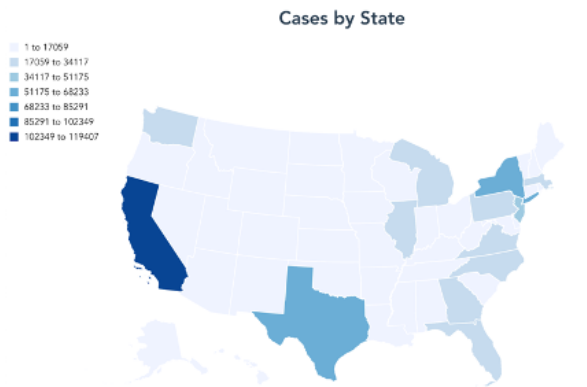 Cases by State
1 to 17059
17059 to 34117
34117 to 51175
51175 to 68233
68233 to 85291
85291 to 102349
102349 to 119407